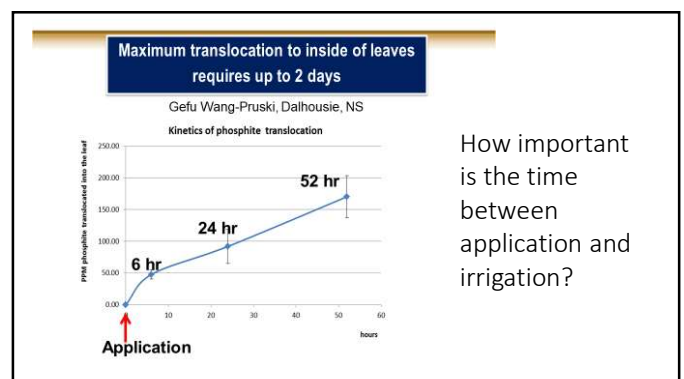 Maximum translocation to inside of leaves
requires up to 2 days
Gefu Wang-Pruski, Dalhousie, NS
Kinetics of phosphite translocation
PPM phosphite translocated into the leaf
250.00
200.00
150.00
100.00
50.00
0.00
6 hr
24 hr
52 hr
10
20
30
40
50
60
hours
Application
How important
is the time
between
application and
irrigation?